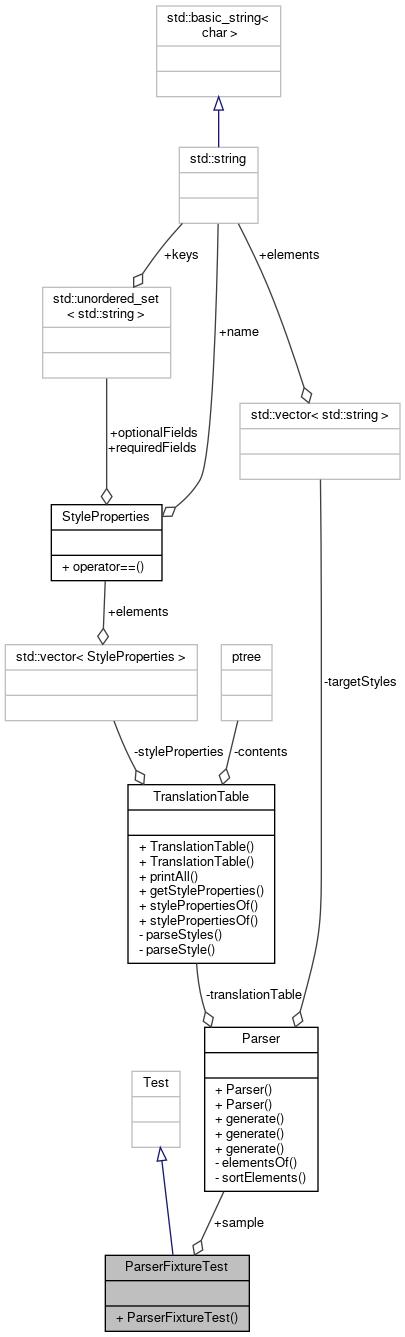 std::basic_string<
char >
std::string
+keys
+elements
std::unordered_set
< std::string >
+name
std::vector< std::string >
+optionalFields
+requiredFields
StyleProperties
+ operator==()
+elements
std::vector< StyleProperties >
ptree
-targetStyles
-styleProperties
-contents
TranslationTable
+ TranslationTable()
+ TranslationTable()
+ printAll()
+ getStyleProperties()
+ stylePropertiesOf()
+ stylePropertiesOf()
- parseStyles()
- parseStyle()
-translationTable
Parser
+ Parser()
+ Parser()
+ generate()
+ generate()
+ generate()
- elementsOf()
- sortElements()
Test
+sample
ParserFixtureTest
+ ParserFixtureTest()